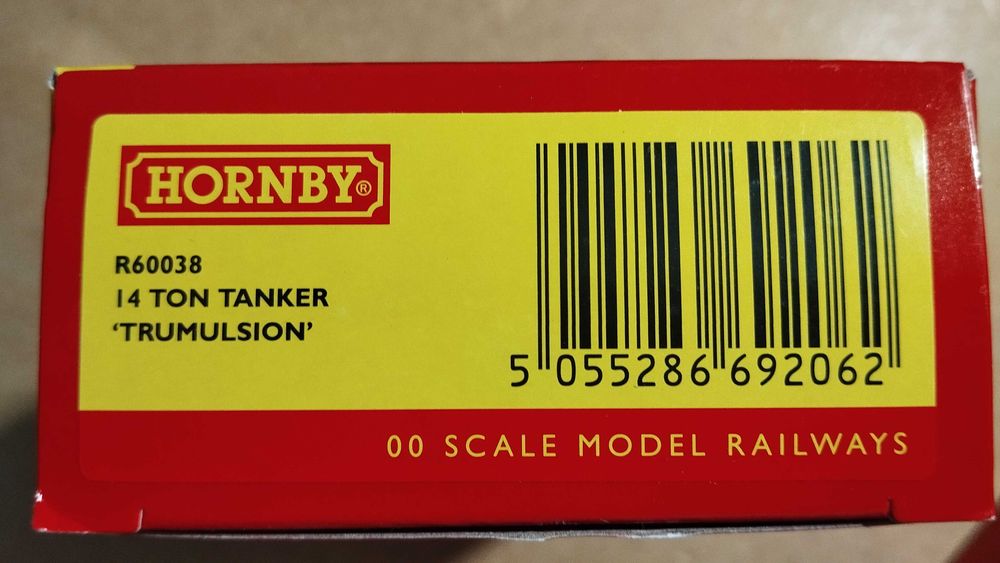 HORNBY®
R60038
14 TON TANKER
‘TRUMULSION’
5 055286 692062
00 SCALE MODEL RAILWAYS